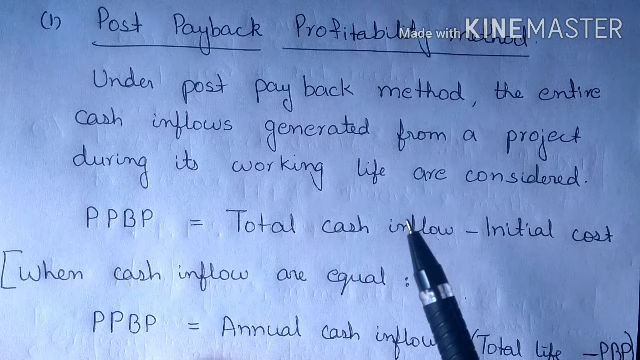 (1) Post Payback Profitability method.
Made with KINEMASTER
Under post pay back method, the entire
cash inflows generated from a project
during its working life are considered.
PPBP = Total cash inflow - Initial cost
[When cash inflow are equal :
PPBP = Annual cash inflow (Total life - PBP)